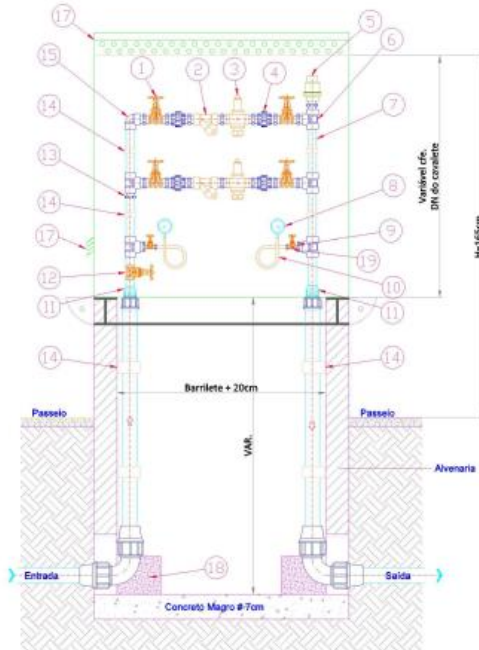 17
5
1
2
3
4
6
15
14
7
Variável cfe.
DN do cavalete
13
14
8
17
9
19
10
12
11
11
H=165cm
14
14
Barrilete + 20cm
Passeio
Passeio
VAR.
Alvenaria
Entrada
18
Saída
Concreto Magro #-7cm